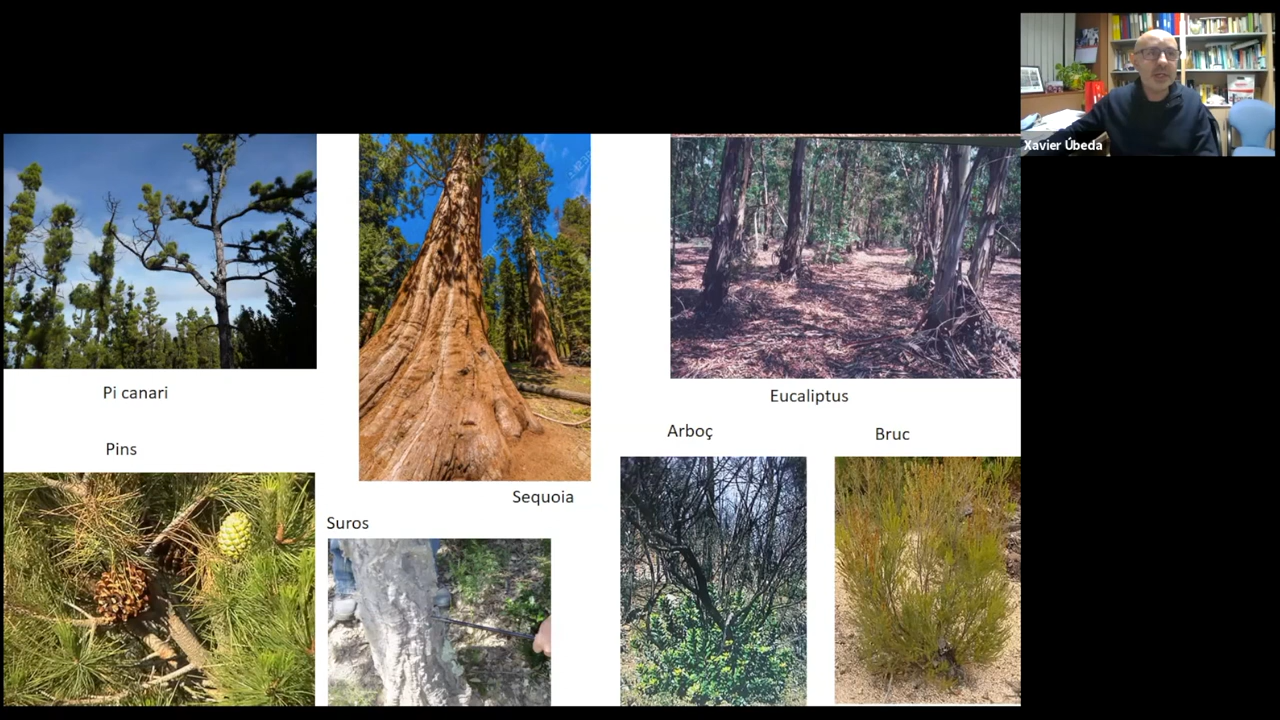 Xavier Úbeda
Pi canari
Eucaliptus
Arboç
Bruc
Pins
Sequoia
Suros